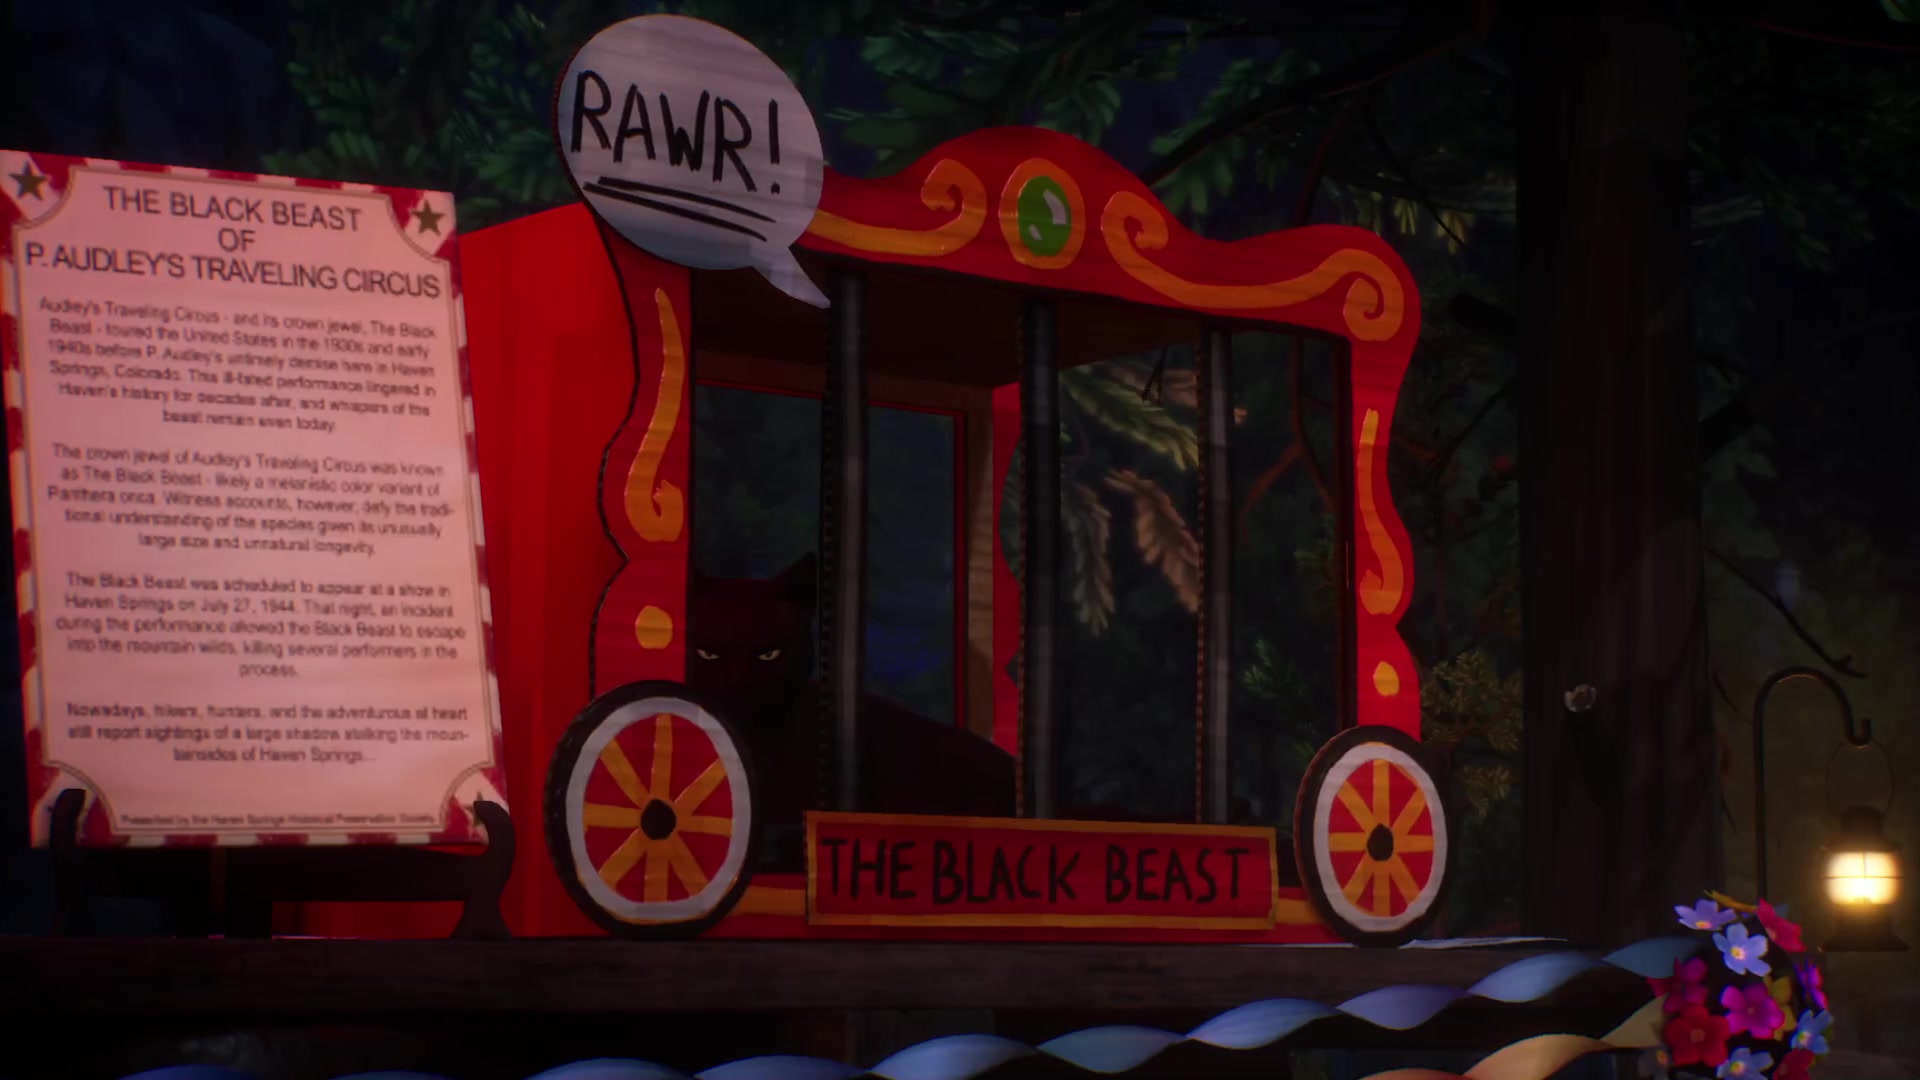 RAWR!
THE BLACK BEAST
OF
P. AUDLEY'S TRAVELING CIRCUS
Audley's Traveling Circus - and its crown jewel, The Black
Beast - toured the United States in the 1930s and early
1940s before P. Audley's untimely demise here in Haven
Springs, Colorado. This ill-fated performance lingered in
Haven's history for decades after, and whispers of the
beast remain even today.
The crown jewel of Audley's Traveling Circus was known
as The Black Beast - likely a melanistic color variant of
Panthera onca. Witness accounts, however, defy the tradi-
tional understanding of the species given its unusually
large size and unnatural longevity.
The Black Beast was scheduled to appear at a show in
Haven Springs on July 27, 1944. That night, an incident
during the performance allowed the Black Beast to escape
into the mountain wilds, killing several performers in the
process.
Nowadays, hikers, hunters, and the adventurous at heart
still report sightings of a large shadow stalking the moun-
tainsides of Haven Springs...
Presented by the Haven Springs Historical Preservation Society
THE BLACK BEAST